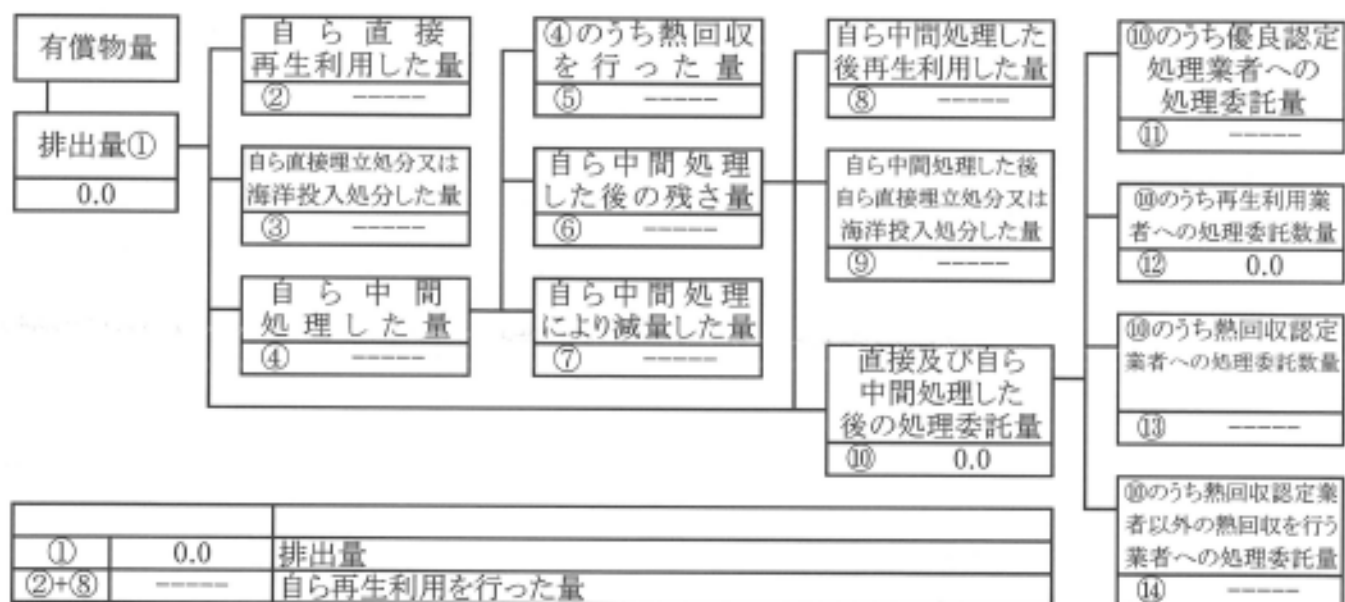 有償物量
排出量①
0.0
自ら直接
再生利用した量
② -----
自ら直接埋立処分又は
海洋投入処分した量
③ -----
自ら中間
処理した量
④ -----
④のうち熱回収
を行った量
⑤ -----
自ら中間処理
した後の残さ量
⑥ -----
自ら中間処理
により減量した量
⑦ -----
自ら中間処理した
後再生利用した量
⑧ -----
自ら中間処理した後
自ら直接埋立処分又は
海洋投入処分した量
⑨ -----
直接及び自ら
中間処理した
後の処理委託量
⑩ 0.0
⑩のうち優良認定
処理業者への
処理委託量
⑪ -----
⑩のうち再生利用業
者への処理委託数量
⑫ 0.0
⑩のうち熱回収認定
業者への処理委託数量
⑬ -----
⑩のうち熱回収認定業
者以外の熱回収を行う
業者への処理委託量
⑭ -----
① 0.0 排出量
②+⑧ ----- 自ら再生利用を行った量